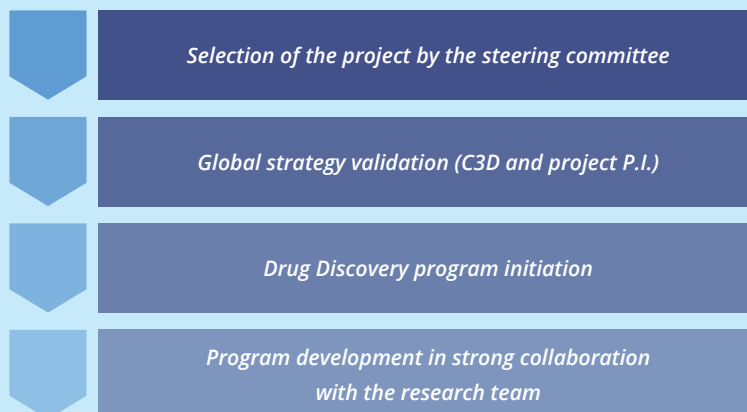 Selection of the project by the steering committee
Global strategy validation (C3D and project P.I.)
Drug Discovery program initiation
Program development in strong collaboration
with the research team